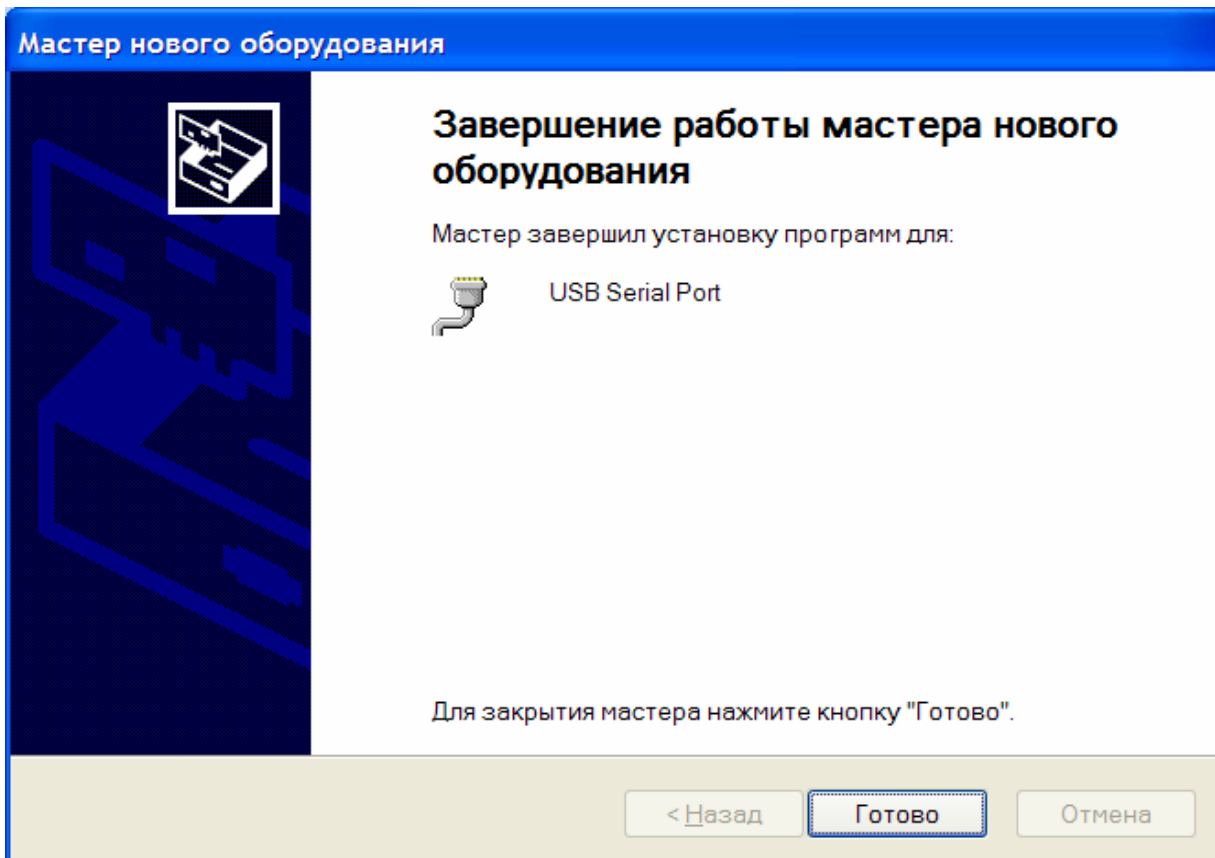 Мастер нового оборудования
Завершение работы мастера нового
оборудования
Мастер завершил установку программ для:
USB Serial Port
Для закрытия мастера нажмите кнопку "Готово".
< Назад Готово Отмена